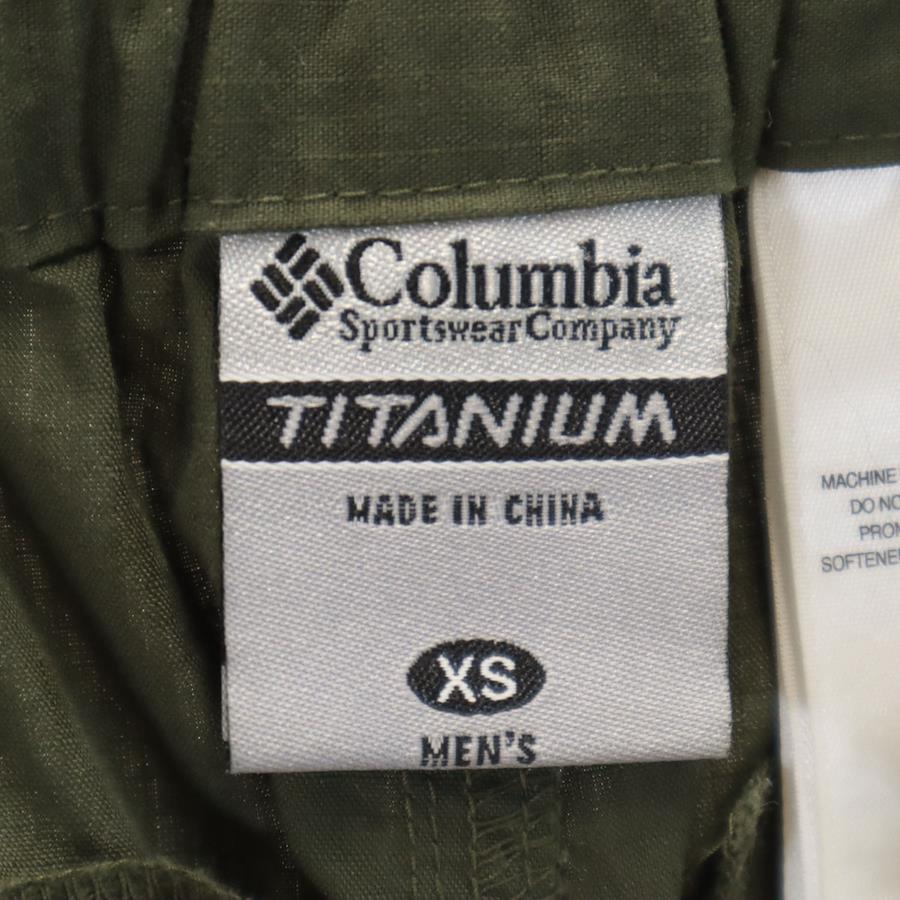 Columbia
SportswearCompany
TITANIUM
MADE IN CHINA
XS
MEN'S
MACHINE
DO NO
PROM
SOFTENE